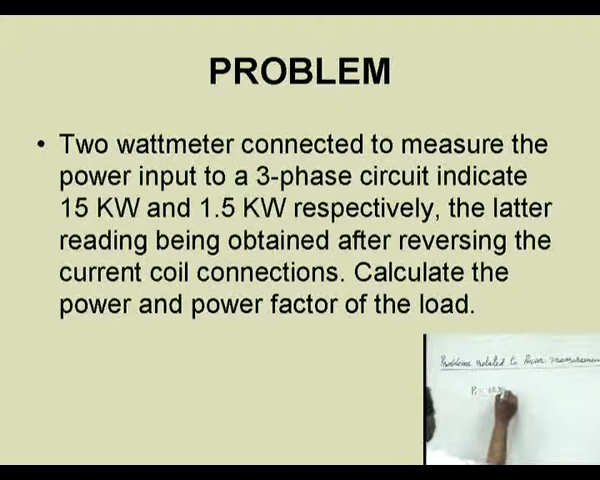 PROBLEM
• Two wattmeter connected to measure the
power input to a 3-phase circuit indicate
15 KW and 1.5 KW respectively, the latter
reading being obtained after reversing the
current coil connections. Calculate the
power and power factor of the load.
Problems related to Power measurement